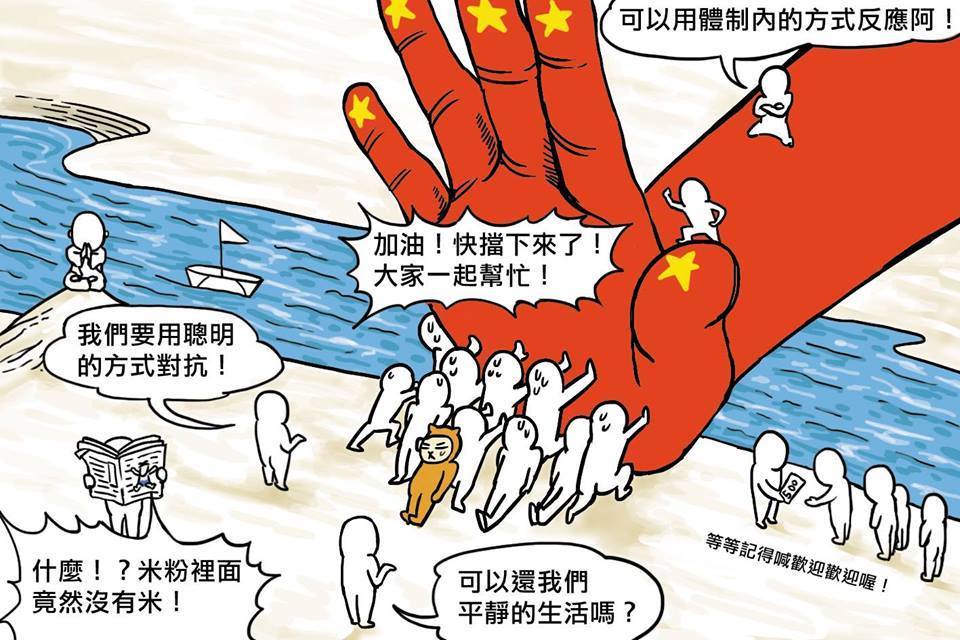 可以用體制內的方式反應阿！
加油！快擋下來了！
大家一起幫忙！
我們要用聰明
的方式對抗！
500
等等記得喊歡迎歡迎喔！
什麼！？米粉裡面
竟然沒有米！
可以還我們
平靜的生活嗎？